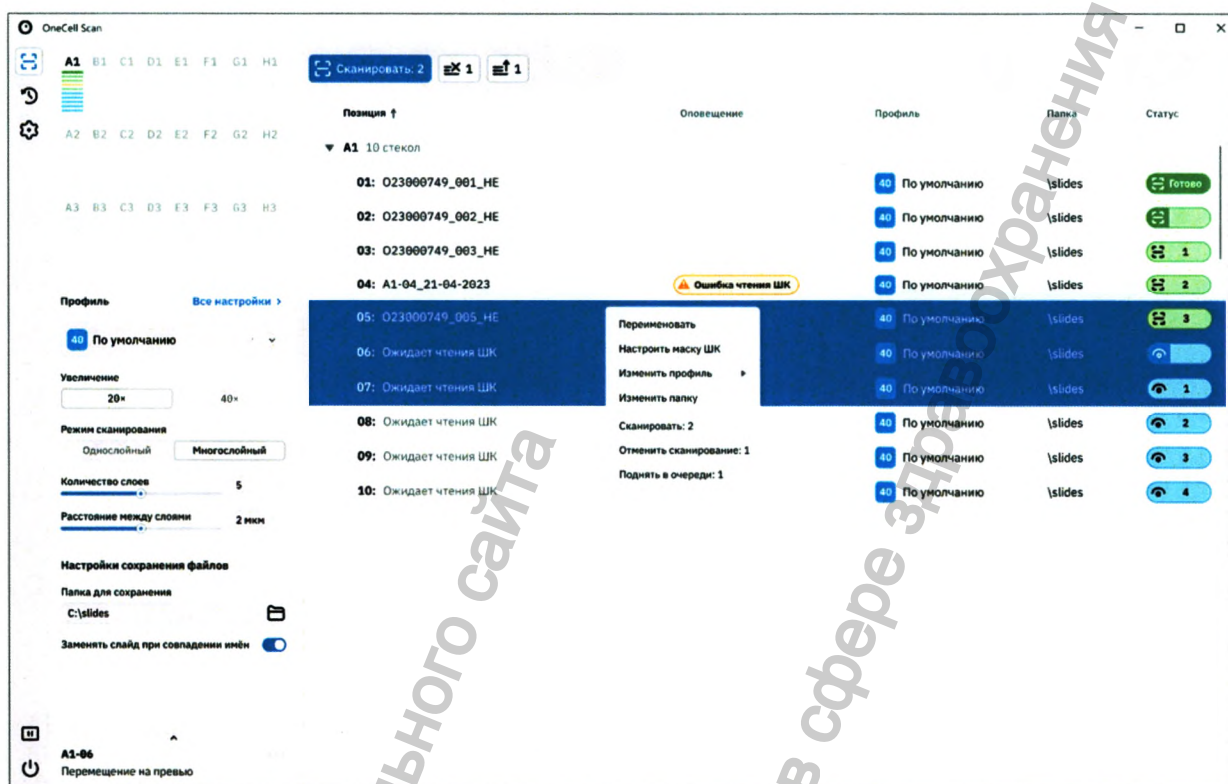 OneCell Scan
A1 B1 C1 D1 E1 F1 G1 H1
A2 B2 C2 D2 E2 F2 G2 H2
A3 B3 C3 D3 E3 F3 G3 H3
Профиль Все настройки >
40 По умолчанию
Увеличение
20× 40×
Режим сканирования
Однослойный Многослойный
Количество слоев 5
Расстояние между слоями 2 мкм
Настройки сохранения файлов
Папка для сохранения
C:\slides
Заменять слайд при совпадении имён
A1-06
Перемещение на превью
Сканировать: 2 1 1
Позиция ↑ Оповещение Профиль Папка Статус
A1 10 стекол
01: O23000749_001_HE 40 По умолчанию \slides Готово
02: O23000749_002_HE 40 По умолчанию \slides
03: O23000749_003_HE 40 По умолчанию \slides 1
04: A1-04_21-04-2023 Ошибка чтения ШК 40 По умолчанию \slides 2
05: O23000749_005_HE 40 По умолчанию \slides 3
06: Ожидает чтения ШК 40 По умолчанию \slides
07: Ожидает чтения ШК 40 По умолчанию \slides 1
08: Ожидает чтения ШК 40 По умолчанию \slides 2
09: Ожидает чтения ШК 40 По умолчанию \slides 3
10: Ожидает чтения ШК 40 По умолчанию \slides 4
Переименовать
Настроить маску ШК
Изменить профиль
Изменить папку
Сканировать: 2
Отменить сканирование: 1
Поднять в очереди: 1
ьного сайта
в сфере здравоохранения